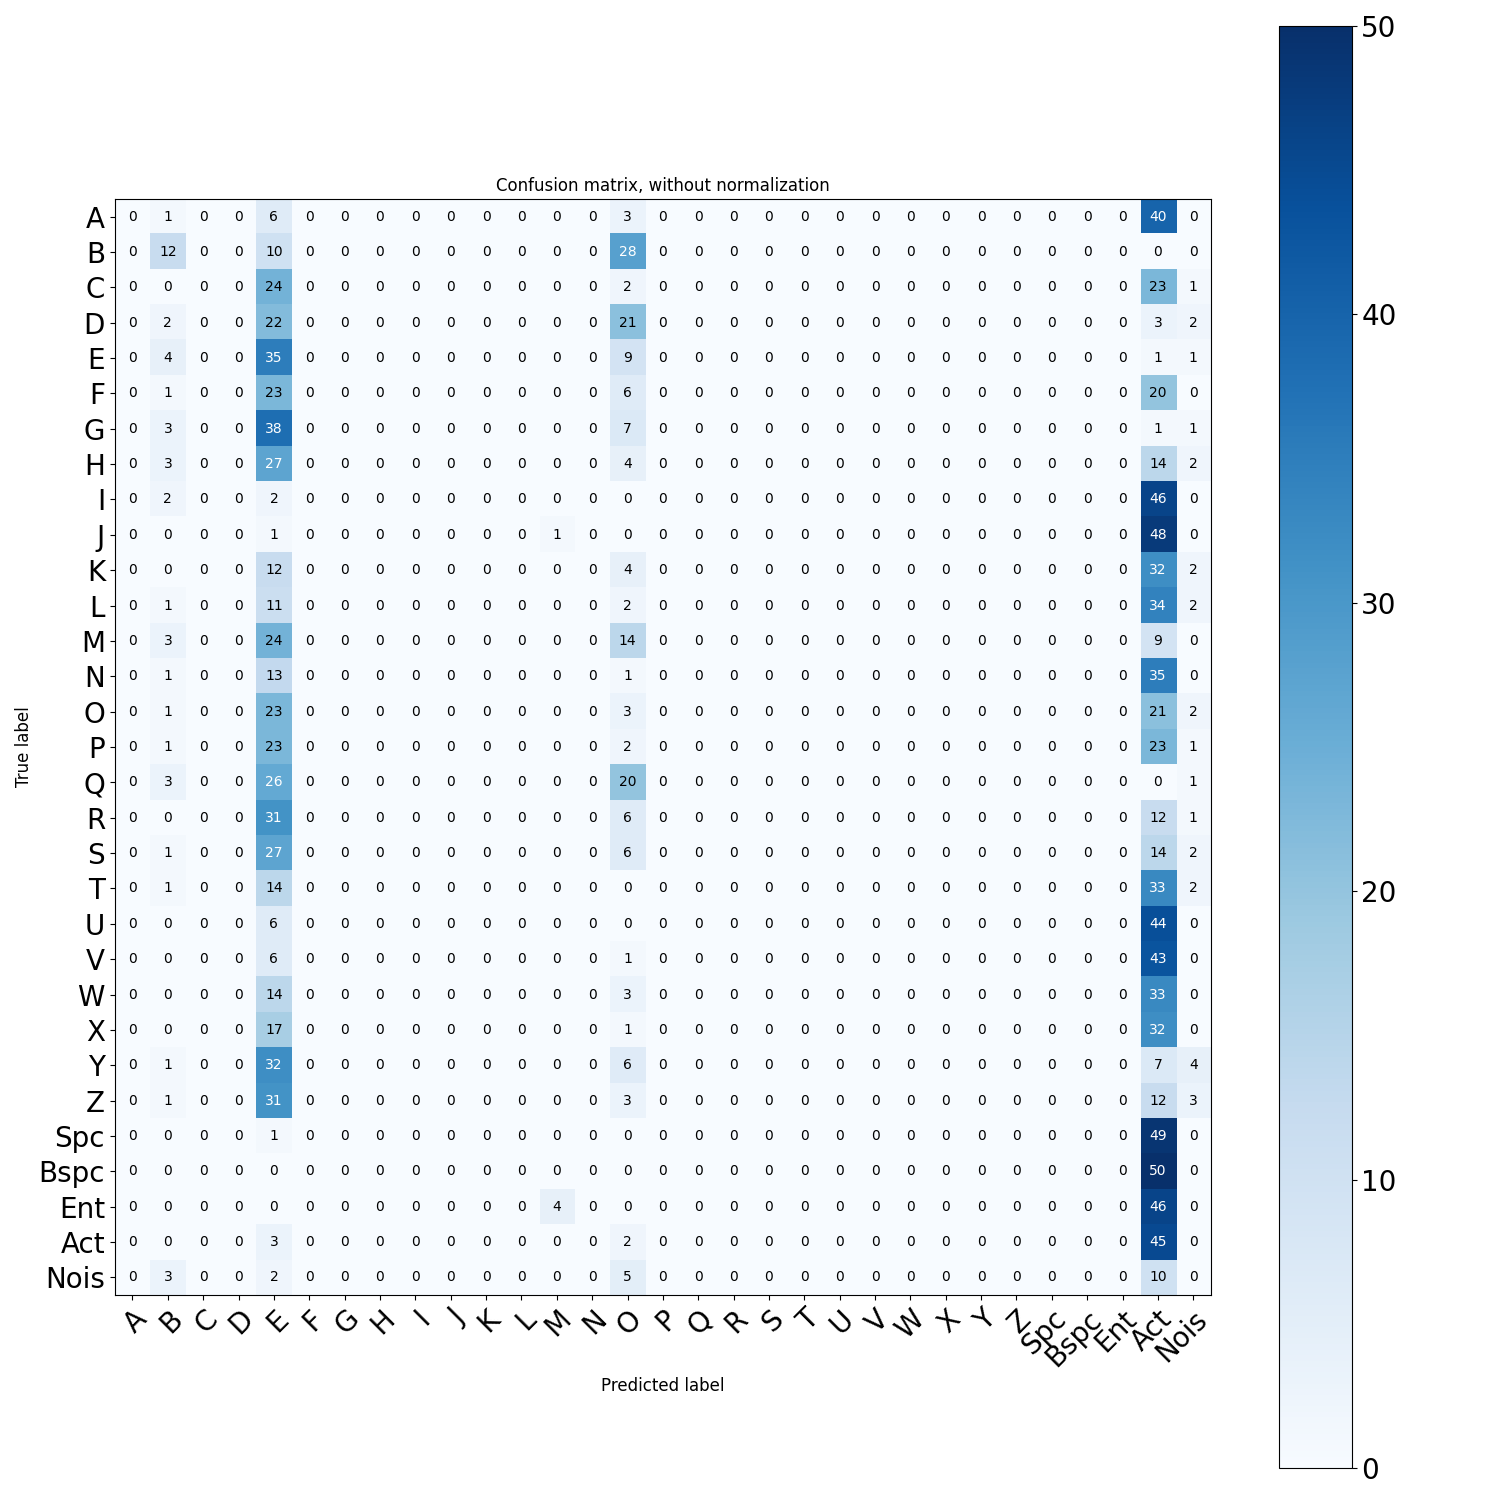 Confusion matrix, without normalization
A 0 1 0 0 6 0 0 0 0 0 0 0 0 0 3 0 0 0 0 0 0 0 0 0 0 0 0 0 0 40 0
B 0 12 0 0 10 0 0 0 0 0 0 0 0 0 28 0 0 0 0 0 0 0 0 0 0 0 0 0 0 0 0
C 0 0 0 0 24 0 0 0 0 0 0 0 0 0 2 0 0 0 0 0 0 0 0 0 0 0 0 0 0 23 1
D 0 2 0 0 22 0 0 0 0 0 0 0 0 0 21 0 0 0 0 0 0 0 0 0 0 0 0 0 0 3 2
E 0 4 0 0 35 0 0 0 0 0 0 0 0 0 9 0 0 0 0 0 0 0 0 0 0 0 0 0 0 1 1
F 0 1 0 0 23 0 0 0 0 0 0 0 0 0 6 0 0 0 0 0 0 0 0 0 0 0 0 0 0 20 0
G 0 3 0 0 38 0 0 0 0 0 0 0 0 0 7 0 0 0 0 0 0 0 0 0 0 0 0 0 0 1 1
H 0 3 0 0 27 0 0 0 0 0 0 0 0 0 4 0 0 0 0 0 0 0 0 0 0 0 0 0 0 14 2
I 0 2 0 0 2 0 0 0 0 0 0 0 0 0 0 0 0 0 0 0 0 0 0 0 0 0 0 0 0 46 0
J 0 0 0 0 1 0 0 0 0 0 0 0 1 0 0 0 0 0 0 0 0 0 0 0 0 0 0 0 0 48 0
K 0 0 0 0 12 0 0 0 0 0 0 0 0 0 4 0 0 0 0 0 0 0 0 0 0 0 0 0 0 32 2
L 0 1 0 0 11 0 0 0 0 0 0 0 0 0 2 0 0 0 0 0 0 0 0 0 0 0 0 0 0 34 2
M 0 3 0 0 24 0 0 0 0 0 0 0 0 0 14 0 0 0 0 0 0 0 0 0 0 0 0 0 0 9 0
N 0 1 0 0 13 0 0 0 0 0 0 0 0 0 1 0 0 0 0 0 0 0 0 0 0 0 0 0 0 35 0
O 0 1 0 0 23 0 0 0 0 0 0 0 0 0 3 0 0 0 0 0 0 0 0 0 0 0 0 0 0 21 2
P 0 1 0 0 23 0 0 0 0 0 0 0 0 0 2 0 0 0 0 0 0 0 0 0 0 0 0 0 0 23 1
Q 0 3 0 0 26 0 0 0 0 0 0 0 0 0 20 0 0 0 0 0 0 0 0 0 0 0 0 0 0 0 1
R 0 0 0 0 31 0 0 0 0 0 0 0 0 0 6 0 0 0 0 0 0 0 0 0 0 0 0 0 0 12 1
S 0 1 0 0 27 0 0 0 0 0 0 0 0 0 6 0 0 0 0 0 0 0 0 0 0 0 0 0 0 14 2
T 0 1 0 0 14 0 0 0 0 0 0 0 0 0 0 0 0 0 0 0 0 0 0 0 0 0 0 0 0 33 2
U 0 0 0 0 6 0 0 0 0 0 0 0 0 0 0 0 0 0 0 0 0 0 0 0 0 0 0 0 0 44 0
V 0 0 0 0 6 0 0 0 0 0 0 0 0 0 1 0 0 0 0 0 0 0 0 0 0 0 0 0 0 43 0
W 0 0 0 0 14 0 0 0 0 0 0 0 0 0 3 0 0 0 0 0 0 0 0 0 0 0 0 0 0 33 0
X 0 0 0 0 17 0 0 0 0 0 0 0 0 0 1 0 0 0 0 0 0 0 0 0 0 0 0 0 0 32 0
Y 0 1 0 0 32 0 0 0 0 0 0 0 0 0 6 0 0 0 0 0 0 0 0 0 0 0 0 0 0 7 4
Z 0 1 0 0 31 0 0 0 0 0 0 0 0 0 3 0 0 0 0 0 0 0 0 0 0 0 0 0 0 12 3
Spc 0 0 0 0 1 0 0 0 0 0 0 0 0 0 0 0 0 0 0 0 0 0 0 0 0 0 0 0 0 49 0
Bspc 0 0 0 0 0 0 0 0 0 0 0 0 0 0 0 0 0 0 0 0 0 0 0 0 0 0 0 0 0 50 0
Ent 0 0 0 0 0 0 0 0 0 0 0 0 4 0 0 0 0 0 0 0 0 0 0 0 0 0 0 0 0 46 0
Act 0 0 0 0 3 0 0 0 0 0 0 0 0 0 2 0 0 0 0 0 0 0 0 0 0 0 0 0 0 45 0
Nois 0 3 0 0 2 0 0 0 0 0 0 0 0 0 5 0 0 0 0 0 0 0 0 0 0 0 0 0 0 10 0
A B C D E F G H I J K L M N O P Q R S T U V W X Y Z Spc Bspc Ent Act Nois
Predicted label
True label
50
40
30
20
10
0